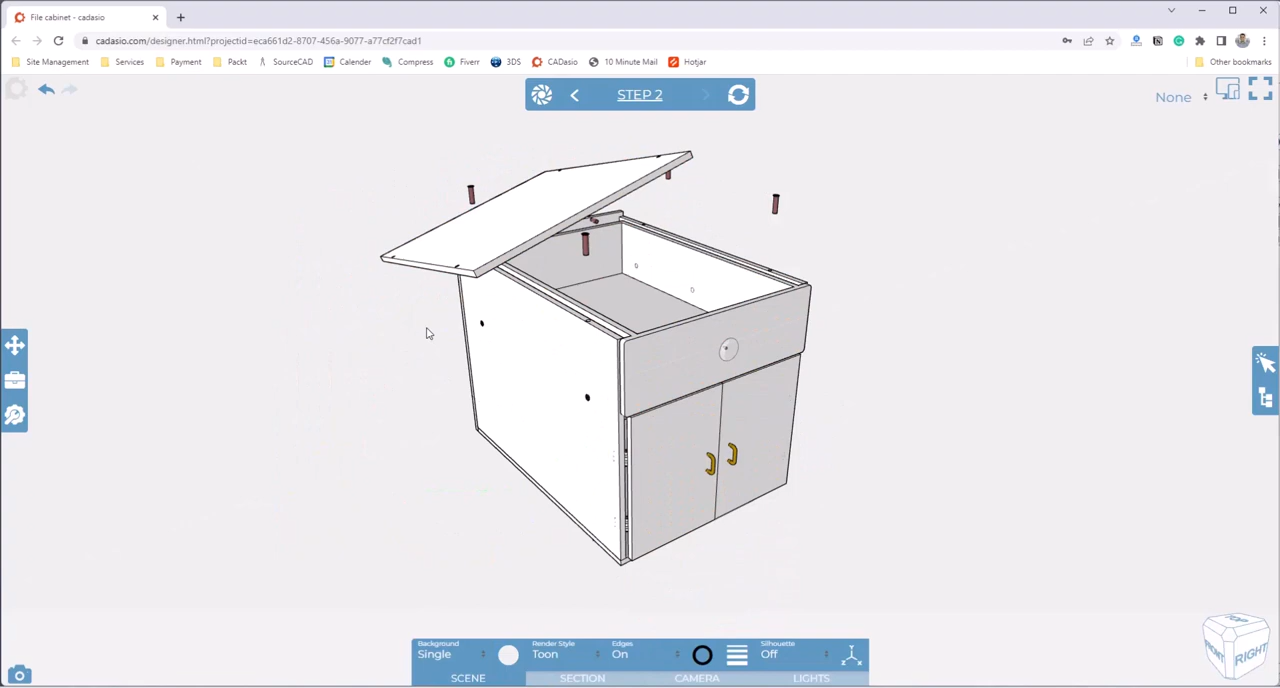 File cabinet - cadasio
cadasio.com/designer.html?projectid=eca661d2-8707-456a-9077-a77cf2f7cad1
Site Management Services Payment Packt SourceCAD Calender Compress Fiverr 3DS CADasio 10 Minute Mail Hotjar Other bookmarks
STEP 2
None
Background Render Style Edges Silhouette
Single Toon On Off
SCENE SECTION CAMERA LIGHTS
TOP
FRONT RIGHT